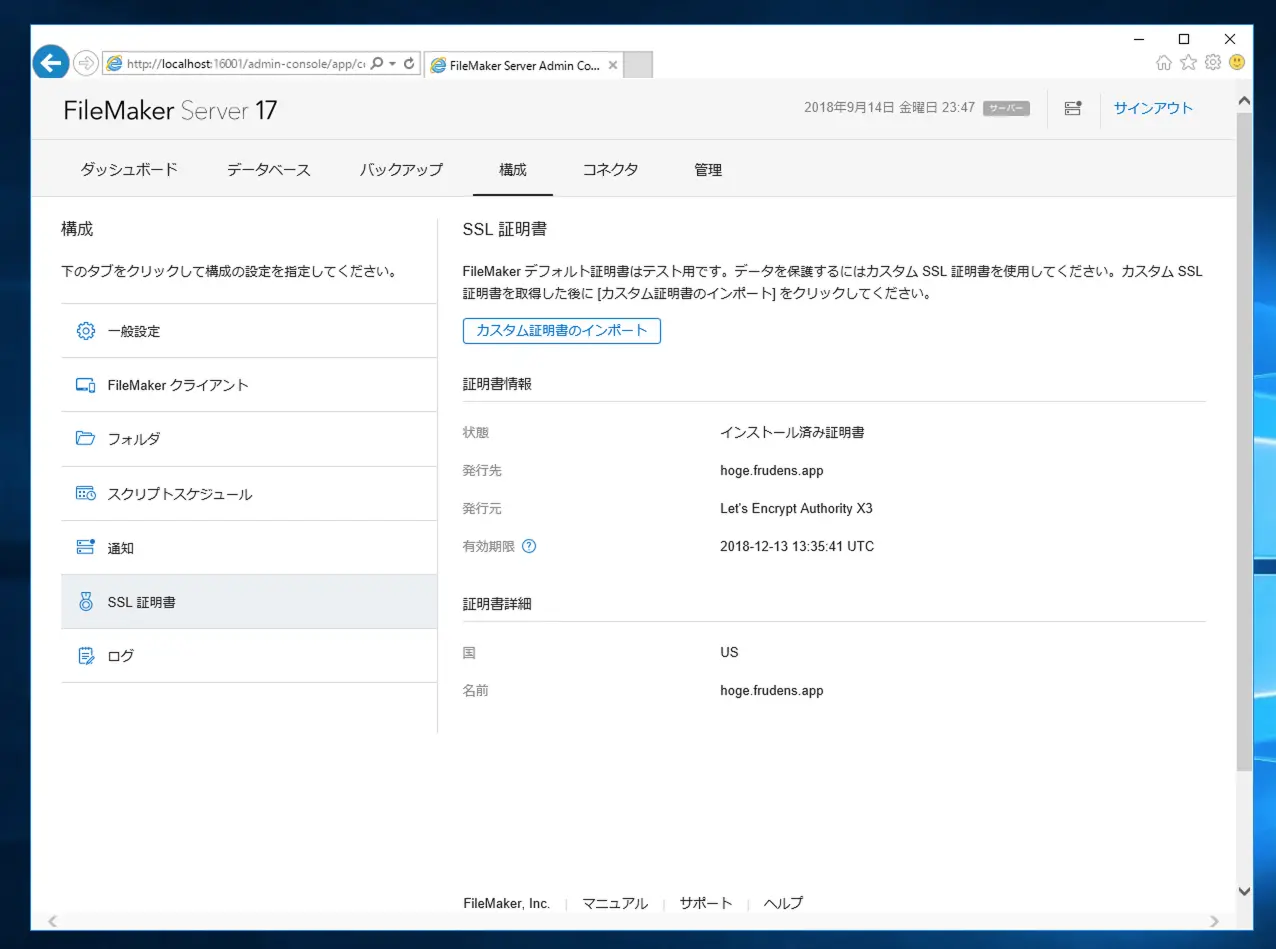 http://localhost:16001/admin-console/app/c
FileMaker Server Admin Co...
FileMaker Server 17
2018年9月14日 金曜日 23:47
サーバー
サインアウト
ダッシュボード
データベース
バックアップ
構成
コネクタ
管理
構成
下のタブをクリックして構成の設定を指定してください。
一般設定
FileMaker クライアント
フォルダ
スクリプトスケジュール
通知
SSL 証明書
ログ
SSL 証明書
FileMaker デフォルト証明書はテスト用です。データを保護するにはカスタム SSL 証明書を使用してください。カスタム SSL
証明書を取得した後に [カスタム証明書のインポート] をクリックしてください。
カスタム証明書のインポート
証明書情報
状態 インストール済み証明書
発行先 hoge.frudens.app
発行元 Let's Encrypt Authority X3
有効期限 ? 2018-12-13 13:35:41 UTC
証明書詳細
国 US
名前 hoge.frudens.app
FileMaker, Inc. | マニュアル | サポート | ヘルプ